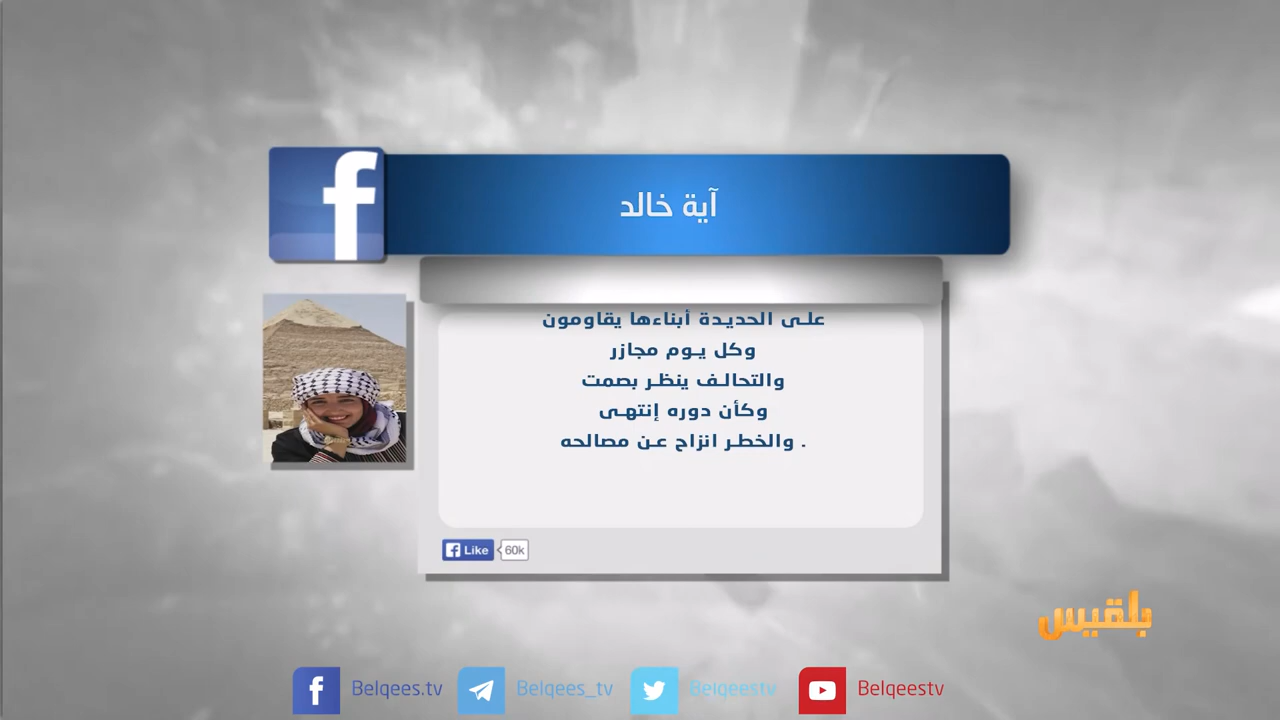 آية خالد
على الحديدة أبناءها يقاومون
وكل يوم مجازر
والتحالف ينظر بصمت
وكأن دوره إنتهى
والخطر انزاح عن مصالحه .
Like 60k
بلقيس
Belqees.tv Belqees_tv Belqeestv Belqeestv